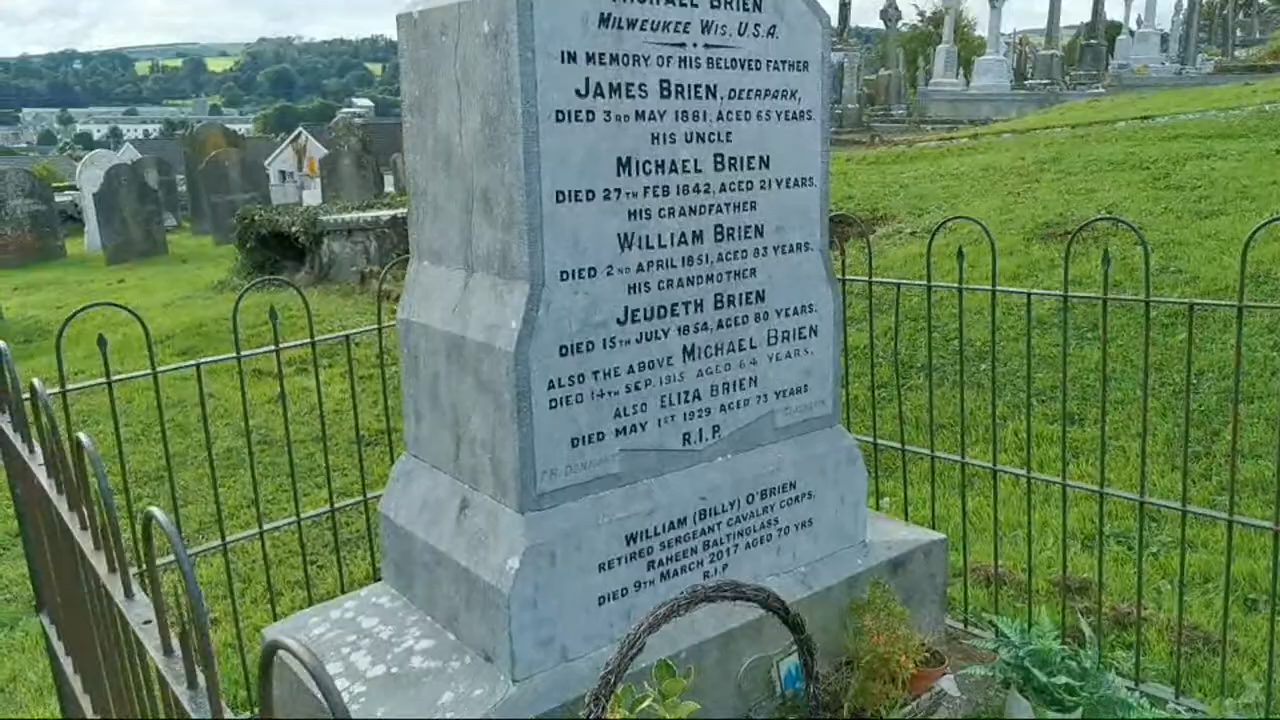 MICHAEL BRIEN
MILWEUKEE WIS, U.S.A.
IN MEMORY OF HIS BELOVED FATHER
JAMES BRIEN, DEERPARK,
DIED 3RD MAY 1881, AGED 65 YEARS.
HIS UNCLE
MICHAEL BRIEN
DIED 27TH FEB 1842, AGED 21 YEARS.
HIS GRANDFATHER
WILLIAM BRIEN
DIED 2ND APRIL 1851, AGED 83 YEARS.
HIS GRANDMOTHER
JEUDETH BRIEN
DIED 15TH JULY 1854, AGED 80 YEARS.
ALSO THE ABOVE MICHAEL BRIEN
DIED 14TH SEP. 1915 AGED 64 YEARS.
ALSO ELIZA BRIEN
DIED MAY 1ST 1929 AGED 73 YEARS
R.I.P.
WILLIAM (BILLY) O'BRIEN
RETIRED SERGEANT CAVALRY CORPS,
RAHEEN BALTINGLASS
DIED 9TH MARCH 2017 AGED 70 YRS
R.I.P